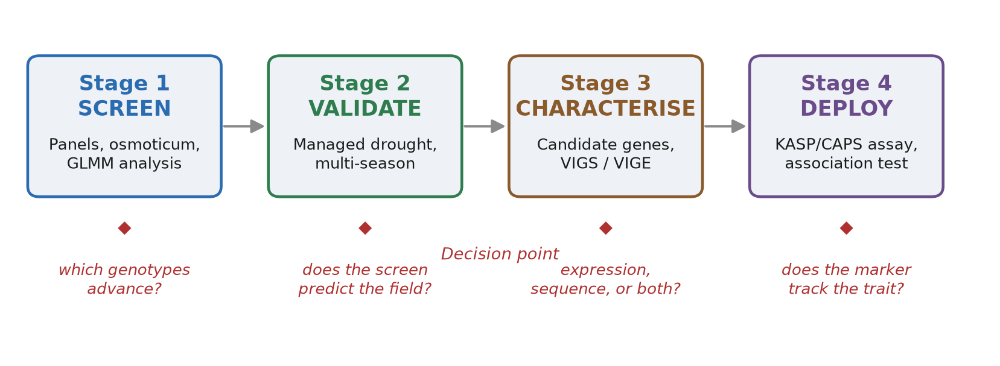 Stage 1
SCREEN
Panels, osmoticum,
GLMM analysis
Stage 2
VALIDATE
Managed drought,
multi-season
Stage 3
CHARACTERISE
Candidate genes,
VIGS / VIGE
Stage 4
DEPLOY
KASP/CAPS assay,
association test
Decision point
which genotypes
advance?
does the screen
predict the field?
expression,
sequence, or both?
does the marker
track the trait?